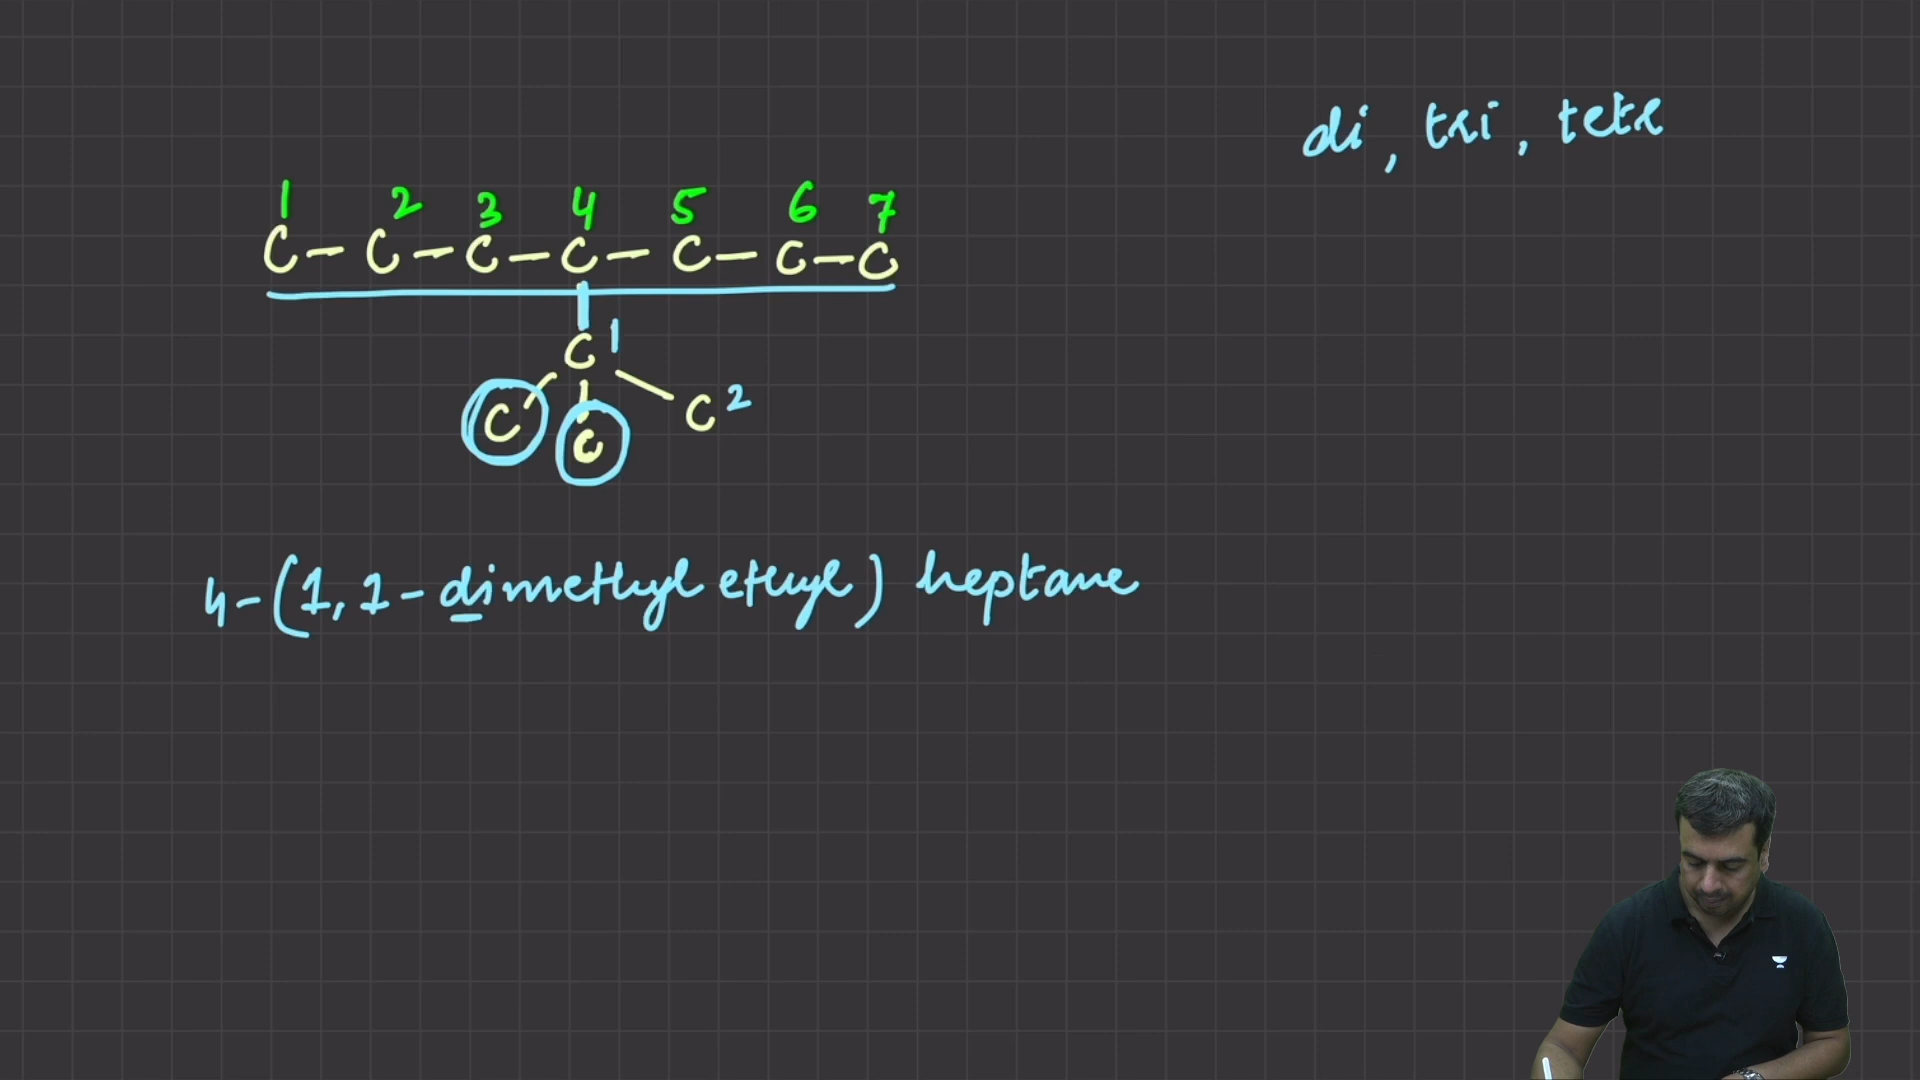 di, tri, tetr
1 2 3 4 5 6 7
C - C - C - C - C - C - C
C 1
C C C 2
4-(1,1-dimethyl ethyl) heptane